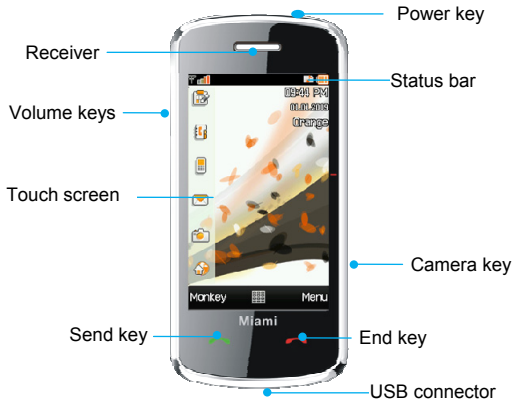 Power key
Receiver
Status bar
Volume keys
09:44 PM
01.01.2009
Orange
Touch screen
Camera key
Monkey
Menu
Miami
Send key
End key
USB connector